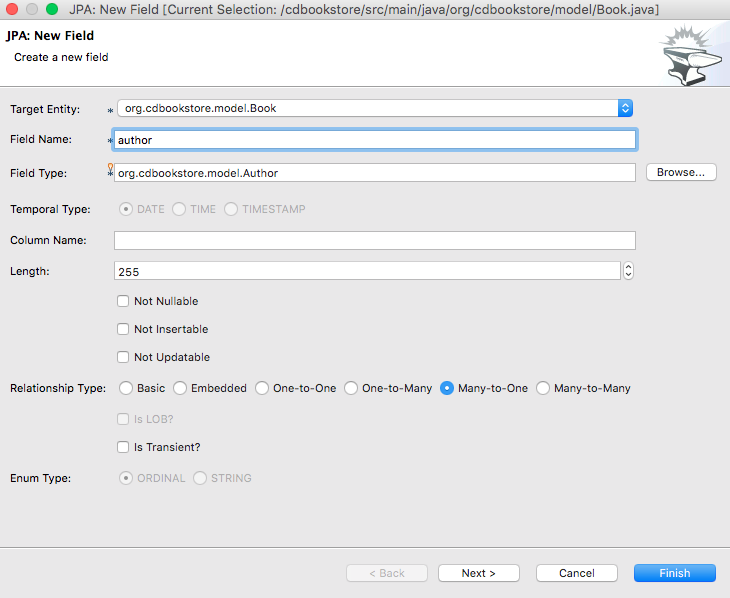 JPA: New Field [Current Selection: /cdbookstore/src/main/java/org/cdbookstore/model/Book.java]
JPA: New Field
Create a new field
Target Entity: * org.cdbookstore.model.Book
Field Name: * author
Field Type: * org.cdbookstore.model.Author Browse...
Temporal Type: DATE TIME TIMESTAMP
Column Name:
Length: 255
Not Nullable
Not Insertable
Not Updatable
Relationship Type: Basic Embedded One-to-One One-to-Many Many-to-One Many-to-Many
Is LOB?
Is Transient?
Enum Type: ORDINAL STRING
< Back Next > Cancel Finish